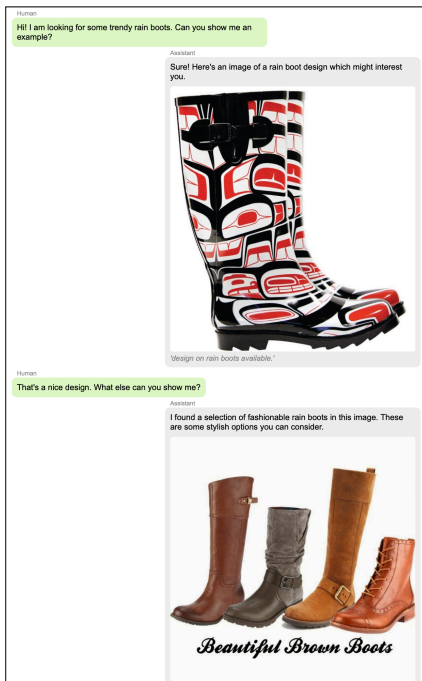 Human
Hi! I am looking for some trendy rain boots. Can you show me an
example?
Assistant
Sure! Here's an image of a rain boot design which might interest
you.
'design on rain boots available.'
Human
That's a nice design. What else can you show me?
Assistant
I found a selection of fashionable rain boots in this image. These
are some stylish options you can consider.
Beautiful Brown Boots